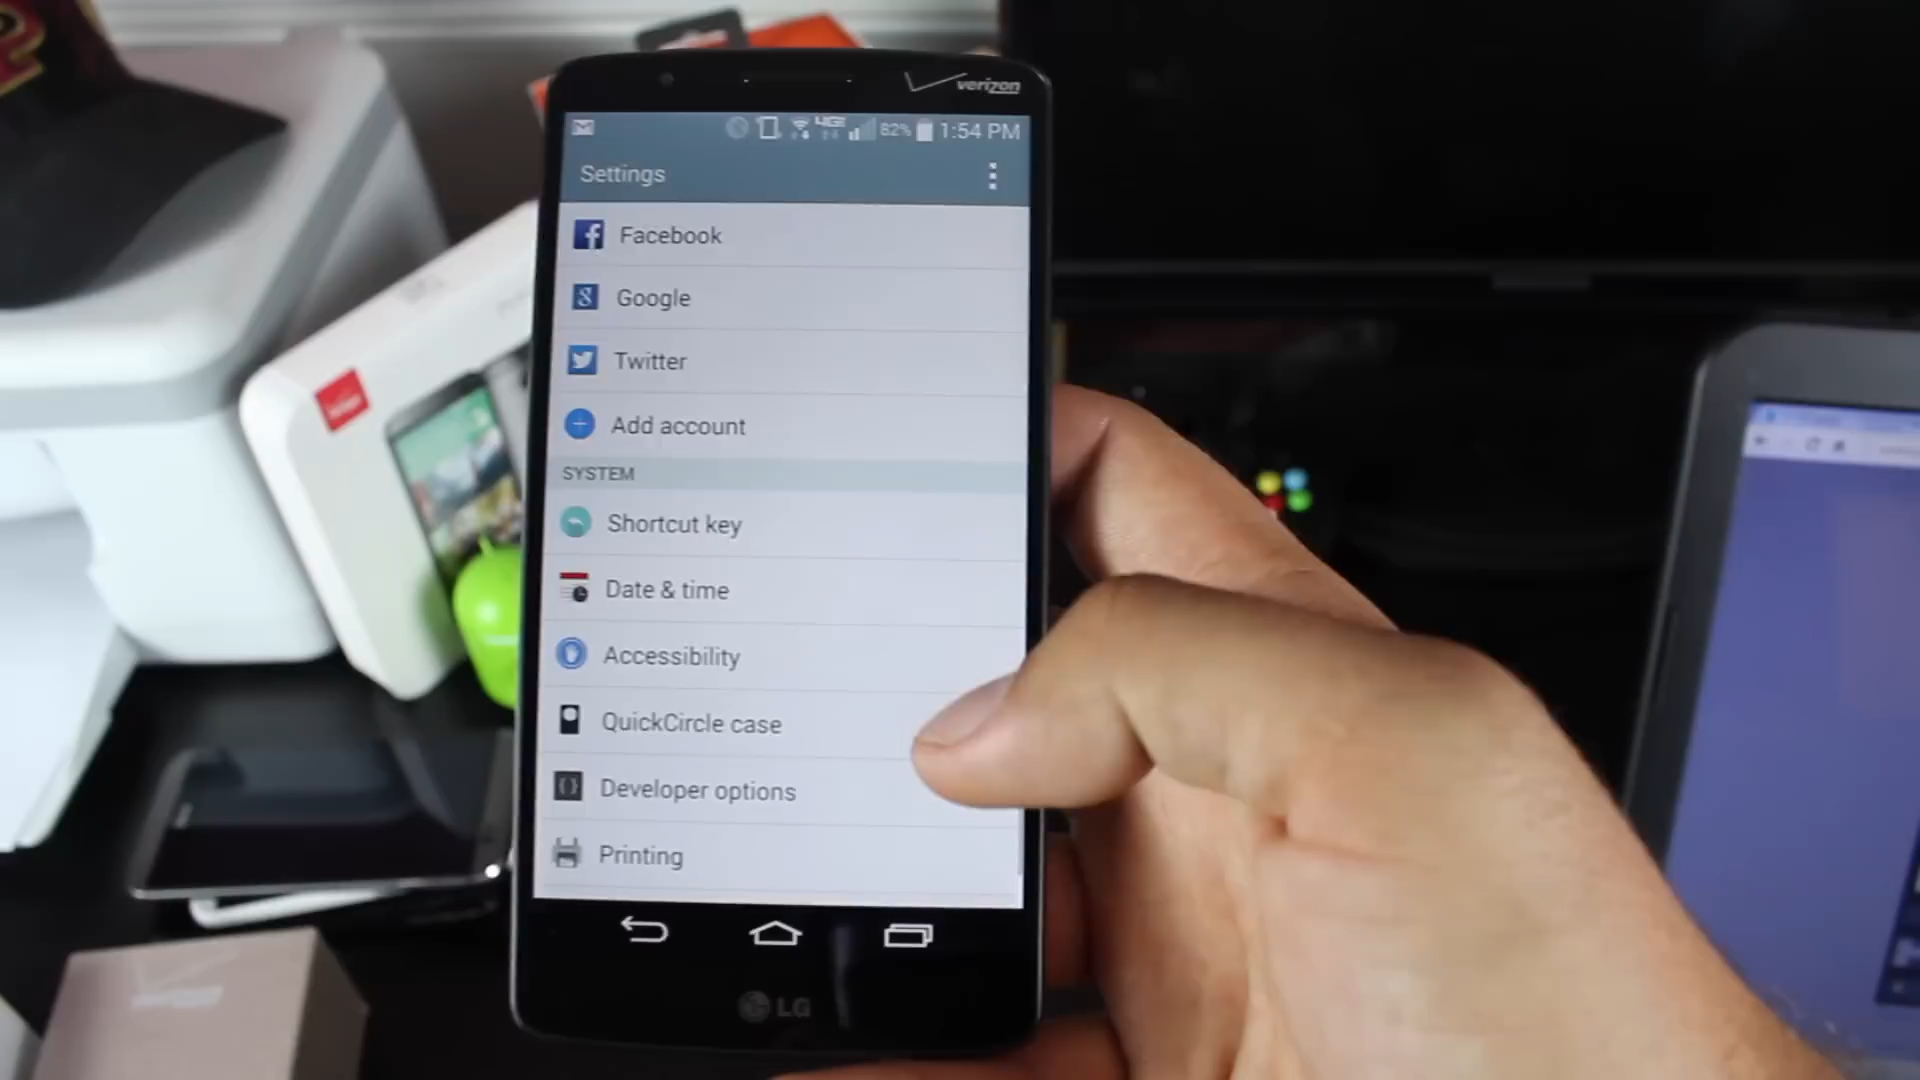 verizon
4G 82% 1:54 PM
Settings
Facebook
Google
Twitter
Add account
SYSTEM
Shortcut key
Date & time
Accessibility
QuickCircle case
Developer options
Printing
LG